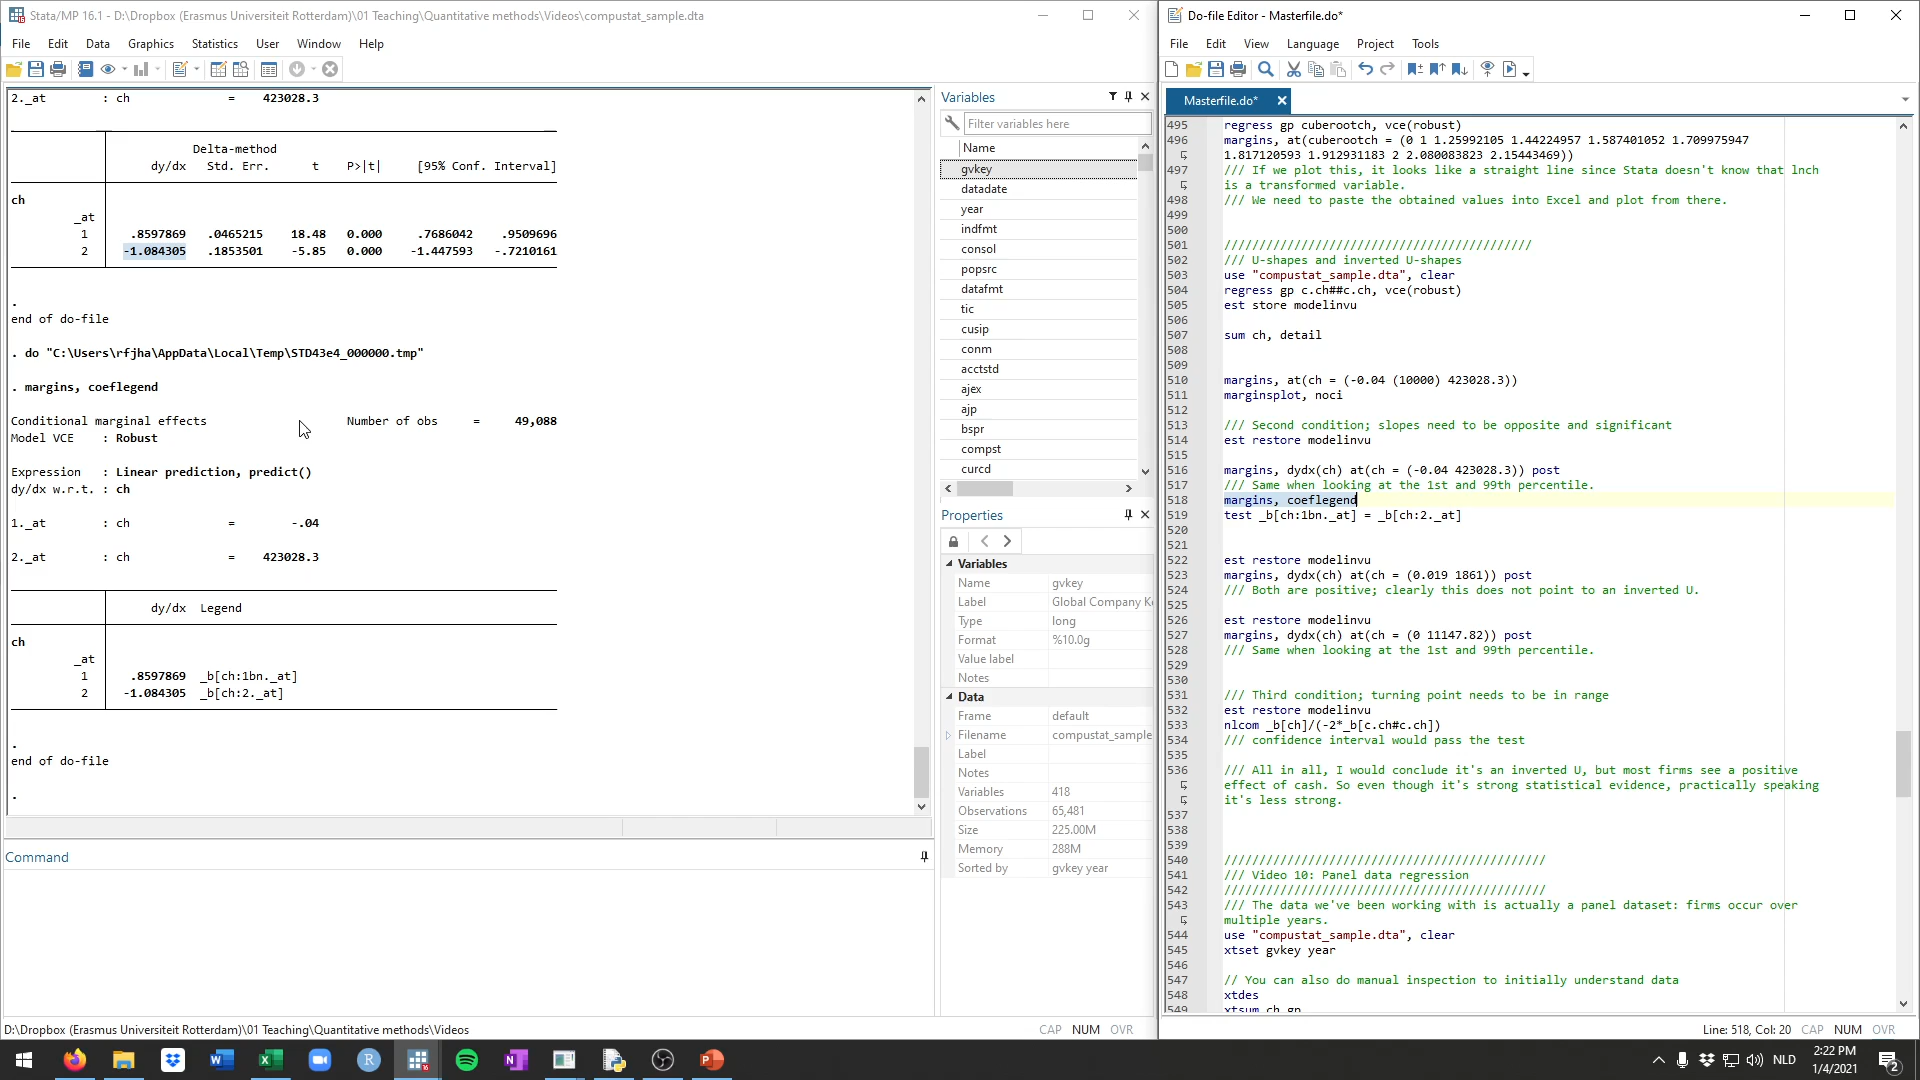 Stata/MP 16.1 - D:\Dropbox (Erasmus Universiteit Rotterdam)\01 Teaching\Quantitative methods\Videos\compustat_sample.dta
File Edit Data Graphics Statistics User Window Help
2._at : ch = 423028.3
Delta-method
dy/dx Std. Err. t P>|t| [95% Conf. Interval]
ch
_at
1 .8597869 .0465215 18.48 0.000 .7686042 .9509696
2 -1.084305 .1853501 -5.85 0.000 -1.447593 -.7210161
.
end of do-file
. do "C:\Users\rfjha\AppData\Local\Temp\STD43e4_000000.tmp"
. margins, coeflegend
Conditional marginal effects Number of obs = 49,088
Model VCE : Robust
Expression : Linear prediction, predict()
dy/dx w.r.t. : ch
1._at : ch = -.04
2._at : ch = 423028.3
dy/dx Legend
ch
_at
1 .8597869 _b[ch:1bn._at]
2 -1.084305 _b[ch:2._at]
.
end of do-file
.
Command
D:\Dropbox (Erasmus Universiteit Rotterdam)\01 Teaching\Quantitative methods\Videos
CAP NUM OVR
Variables
Filter variables here
Name
gvkey
datadate
year
indfmt
consol
popsrc
datafmt
tic
cusip
conm
acctstd
ajex
ajp
bspr
compst
curcd
Properties
Variables
Name gvkey
Label Global Company Ke
Type long
Format %10.0g
Value label
Notes
Data
Frame default
Filename compustat_sample
Label
Notes
Variables 418
Observations 65,481
Size 225.00M
Memory 288M
Sorted by gvkey year
Do-file Editor - Masterfile.do*
File Edit View Language Project Tools
Masterfile.do*
495 regress gp cuberootch, vce(robust)
496 margins, at(cuberootch = (0 1 1.25992105 1.44224957 1.587401052 1.709975947
1.817120593 1.912931183 2 2.080083823 2.15443469))
497 /// If we plot this, it looks like a straight line since Stata doesn't know that lnch
is a transformed variable.
498 /// We need to paste the obtained values into Excel and plot from there.
499
500
501 ////////////////////////////////////////////
502 /// U-shapes and inverted U-shapes
503 use "compustat_sample.dta", clear
504 regress gp c.ch##c.ch, vce(robust)
505 est store modelinvu
506
507 sum ch, detail
508
509
510 margins, at(ch = (-0.04 (10000) 423028.3))
511 marginsplot, noci
512
513 /// Second condition; slopes need to be opposite and significant
514 est restore modelinvu
515
516 margins, dydx(ch) at(ch = (-0.04 423028.3)) post
517 /// Same when looking at the 1st and 99th percentile.
518 margins, coeflegend
519 test _b[ch:1bn._at] = _b[ch:2._at]
520
521
522 est restore modelinvu
523 margins, dydx(ch) at(ch = (0.019 1861)) post
524 /// Both are positive; clearly this does not point to an inverted U.
525
526 est restore modelinvu
527 margins, dydx(ch) at(ch = (0 11147.82)) post
528 /// Same when looking at the 1st and 99th percentile.
529
530
531 /// Third condition; turning point needs to be in range
532 est restore modelinvu
533 nlcom _b[ch]/(-2*_b[c.ch#c.ch])
534 /// confidence interval would pass the test
535
536 /// All in all, I would conclude it's an inverted U, but most firms see a positive
effect of cash. So even though it's strong statistical evidence, practically speaking
it's less strong.
537
538
539
540 //////////////////////////////////////////////
541 /// Video 10: Panel data regression
542 //////////////////////////////////////////////
543 /// The data we've been working with is actually a panel dataset: firms occur over
multiple years.
544 use "compustat_sample.dta", clear
545 xtset gvkey year
546
547 // You can also do manual inspection to initially understand data
548 xtdes
549 xtsum ch gp
Line: 518, Col: 20 CAP NUM OVR
NLD
2:22 PM
1/4/2021
2